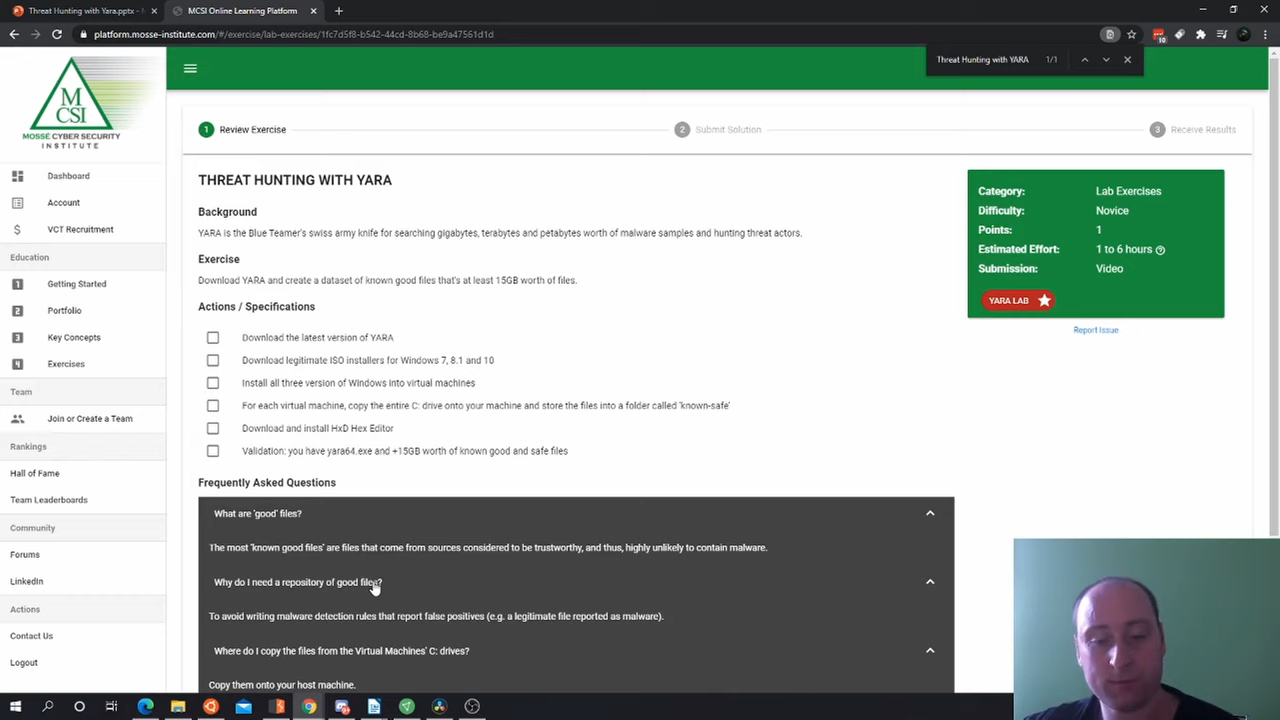 Threat Hunting with Yara.pptx -
MCSI Online Learning Platform
platform.mosse-institute.com/#/exercise/lab-exercises/1fc7d5f8-b542-44cd-8b68-be9a47561d1d
10
Threat Hunting with YARA 1/1
M
CSI
MOSSÉ CYBER SECURITY
INSTITUTE
Dashboard
Account
VCT Recruitment
Education
1 Getting Started
2 Portfolio
3 Key Concepts
4 Exercises
Team
Join or Create a Team
Rankings
Hall of Fame
Team Leaderboards
Community
Forums
LinkedIn
Actions
Contact Us
Logout
1 Review Exercise
2 Submit Solution
3 Receive Results
THREAT HUNTING WITH YARA
Background
YARA is the Blue Teamer's swiss army knife for searching gigabytes, terabytes and petabytes worth of malware samples and hunting threat actors.
Exercise
Download YARA and create a dataset of known good files that's at least 15GB worth of files.
Actions / Specifications
Download the latest version of YARA
Download legitimate ISO installers for Windows 7, 8.1 and 10
Install all three version of Windows into virtual machines
For each virtual machine, copy the entire C: drive onto your machine and store the files into a folder called 'known-safe'
Download and install HxD Hex Editor
Validation: you have yara64.exe and +15GB worth of known good and safe files
Frequently Asked Questions
What are 'good' files?
The most 'known good files' are files that come from sources considered to be trustworthy, and thus, highly unlikely to contain malware.
Why do I need a repository of good files?
To avoid writing malware detection rules that report false positives (e.g. a legitimate file reported as malware).
Where do I copy the files from the Virtual Machines' C: drives?
Copy them onto your host machine.
Category: Lab Exercises
Difficulty: Novice
Points: 1
Estimated Effort: 1 to 6 hours
Submission: Video
YARA LAB
Report Issue